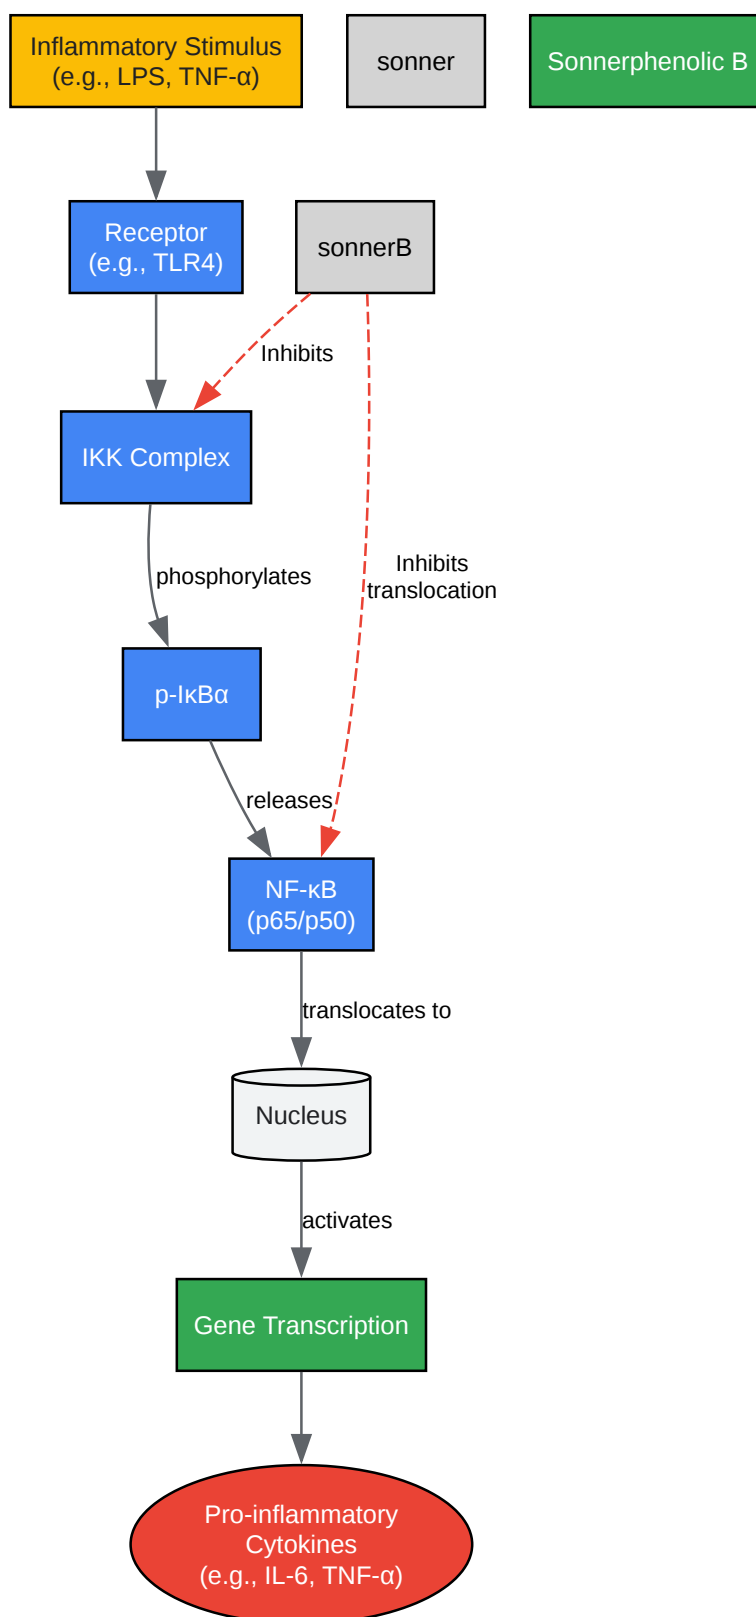 Inflammatory Stimulus
(e.g., LPS, TNF-α)
sonner
Sonnerphenolic B
Receptor
(e.g., TLR4)
sonnerB
Inhibits
IKK Complex
Inhibits
translocation
phosphorylates
p-IκBα
releases
NF-κB
(p65/p50)
translocates to
Nucleus
activates
Gene Transcription
Pro-inflammatory
Cytokines
(e.g., IL-6, TNF-α)